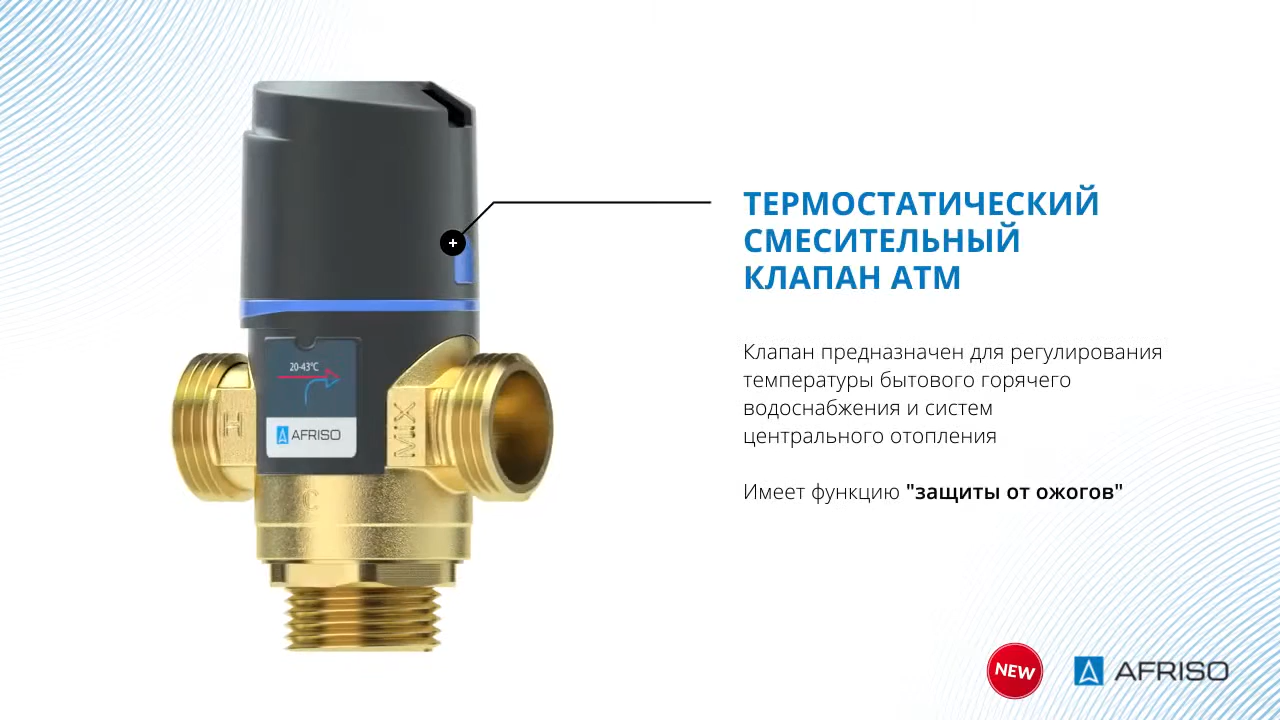 ТЕРМОСТАТИЧЕСКИЙ
СМЕСИТЕЛЬНЫЙ
КЛАПАН АТМ
Клапан предназначен для регулирования
температуры бытового горячего
водоснабжения и систем
центрального отопления
Имеет функцию "защиты от ожогов"
20-43°C
H
MIX
AFRISO
C
NEW
AFRISO